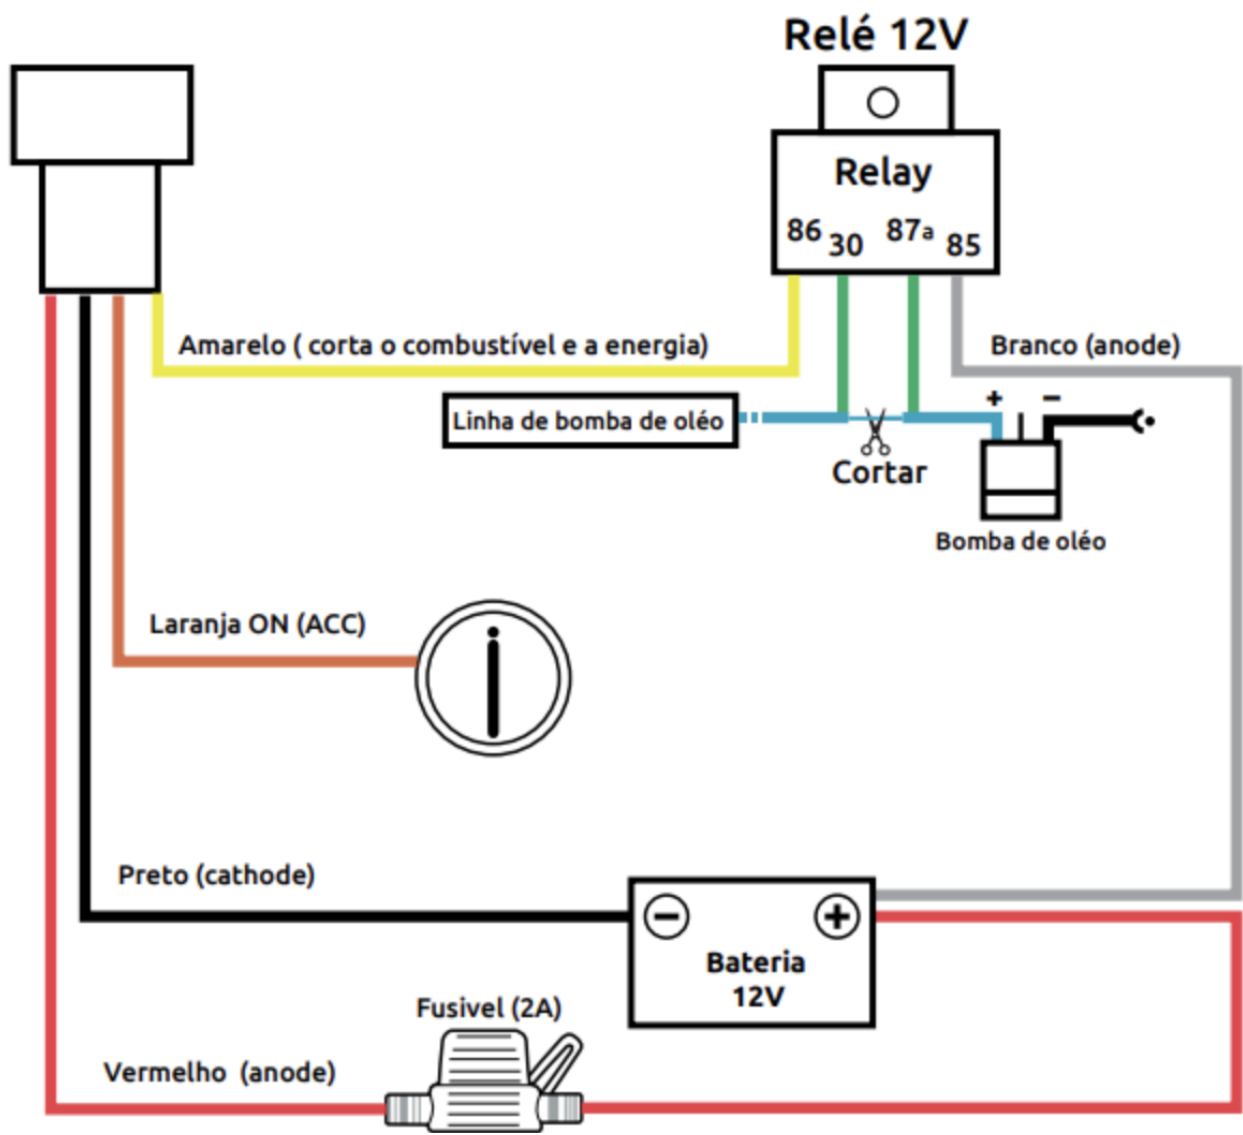 Relé 12V
Relay
86 30 87a 85
Amarelo ( corta o combustível e a energia)
Branco (anode)
+ −
Linha de bomba de oléo
Cortar
Bomba de oléo
Laranja ON (ACC)
Preto (cathode)
− +
Bateria
12V
Fusivel (2A)
Vermelho (anode)